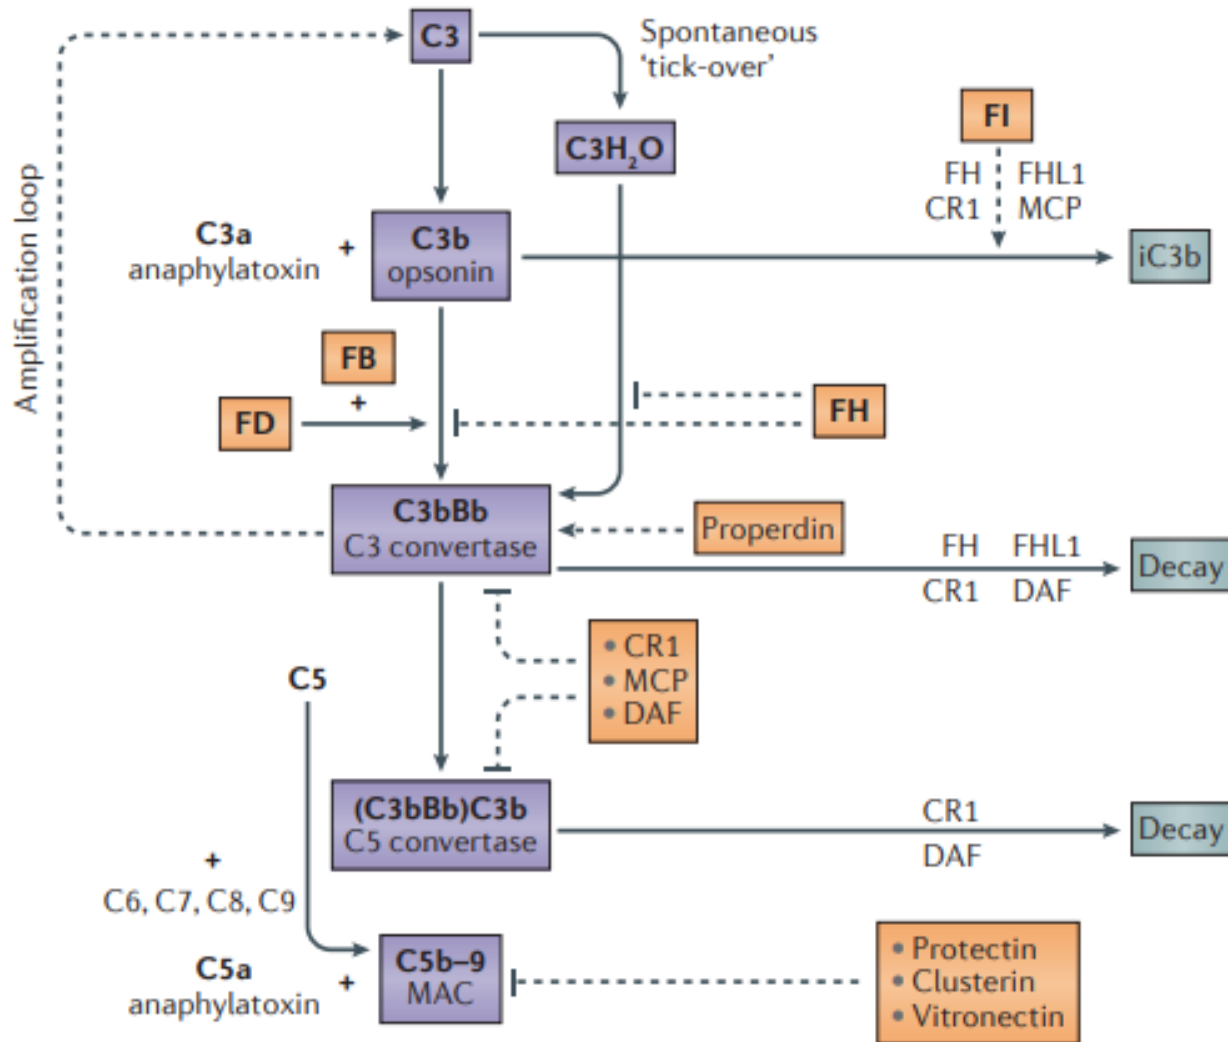 C3
Spontaneous
‘tick-over’
FI
C3H₂O
FH FHL1
CR1 MCP
Amplification loop
C3a
anaphylatoxin
+
C3b
opsonin
iC3b
FB
+
FD
FH
C3bBb
C3 convertase
Properdin
FH FHL1
CR1 DAF
Decay
• CR1
• MCP
• DAF
C5
(C3bBb)C3b
C5 convertase
CR1
DAF
Decay
+
C6, C7, C8, C9
C5a
anaphylatoxin
+
C5b–9
MAC
• Protectin
• Clusterin
• Vitronectin